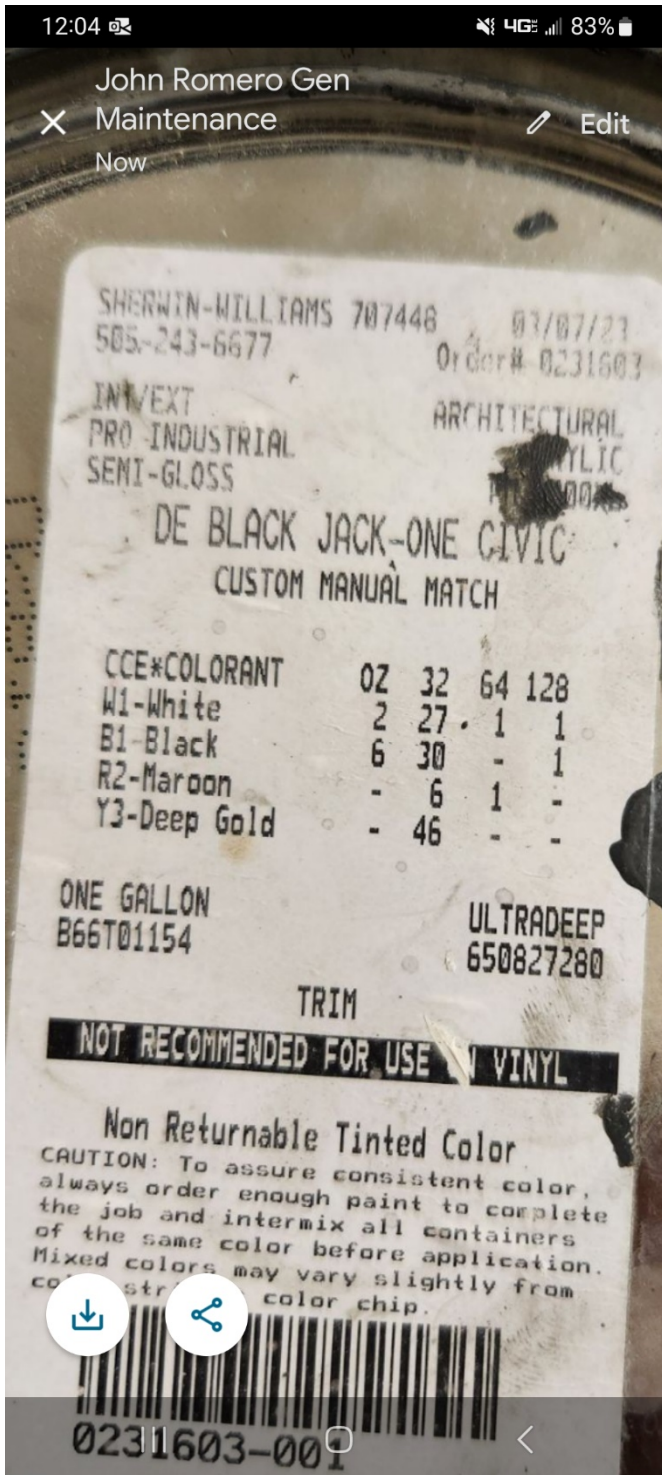 12:04 4G 83%
John Romero Gen
Maintenance
Edit
Now
SHERWIN-WILLIAMS 707448 03/07/23
505-243-6677 Order# 0231603
INT/EXT ARCHITECTURAL
PRO INDUSTRIAL
SEMI-GLOSS
DE BLACK JACK-ONE CIVIC
CUSTOM MANUAL MATCH
CCE*COLORANT OZ 32 64 128
W1-White 2 27 1 1
B1-Black 6 30 - 1
R2-Maroon - 6 1 -
Y3-Deep Gold - 46 - -
ONE GALLON ULTRADEEP
B66T01154 650827280
TRIM
NOT RECOMMENDED FOR USE VINYL
Non Returnable Tinted Color
CAUTION: To assure consistent color,
always order enough paint to complete
the job and intermix all containers
of the same color before application.
Mixed colors may vary slightly from
color chip.
0231603-001